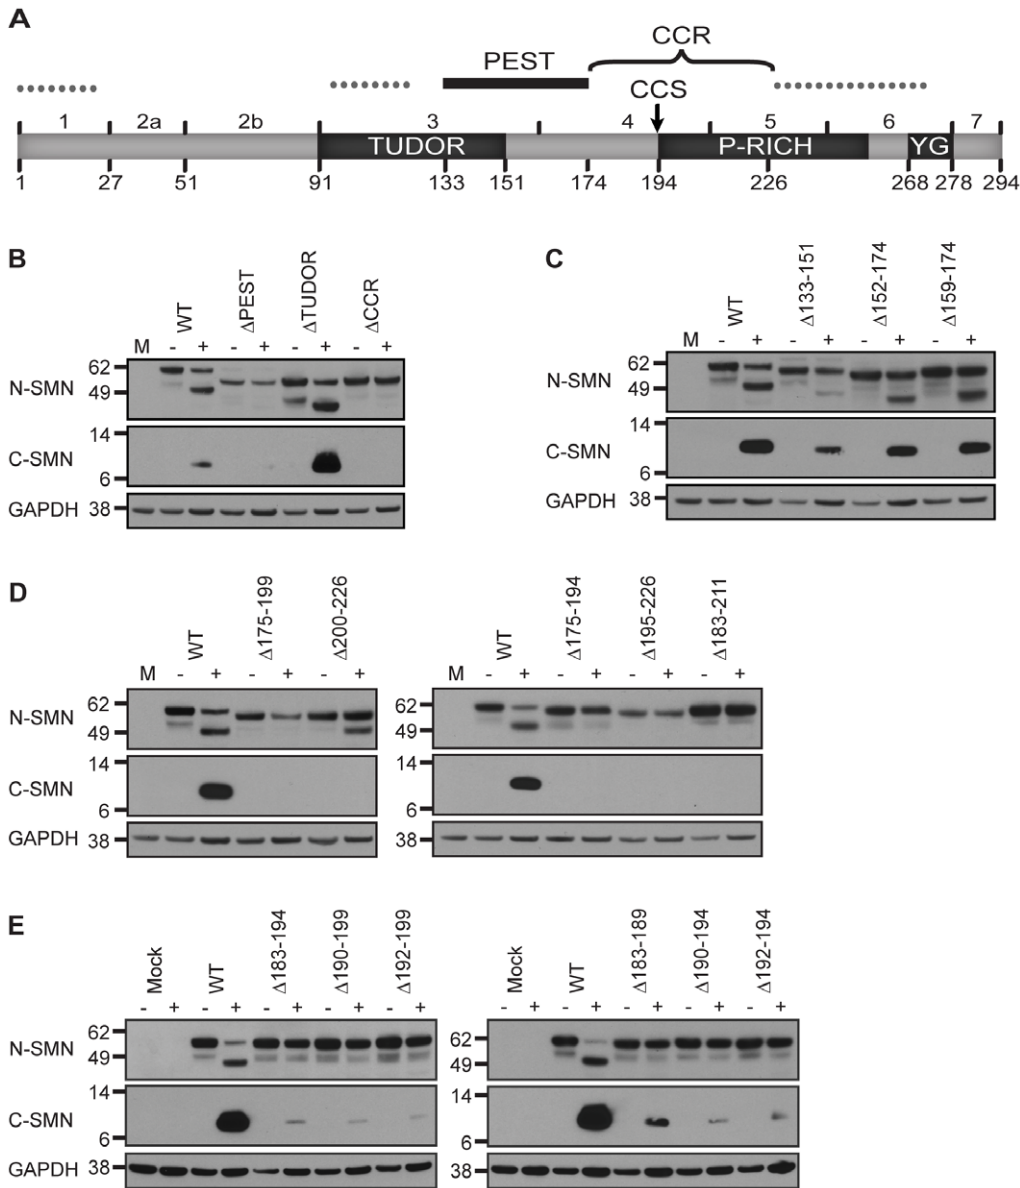 A
CCR
PEST
CCS
1 2a 2b 3 4 5 6 7
TUDOR P-RICH YG
1 27 51 91 133 151 174 194 226 268 278 294
B
WT ΔPEST ΔTUDOR ΔCCR
M - + - + - + - +
N-SMN 62
49
C-SMN 14
6
GAPDH 38
C
WT Δ133-151 Δ152-174 Δ159-174
M - + - + - + - +
N-SMN 62
49
C-SMN 14
6
GAPDH 38
D
WT Δ175-199 Δ200-226
M - + - + - +
N-SMN 62
49
C-SMN 14
6
GAPDH 38
WT Δ175-194 Δ195-226 Δ183-211
M - + - + - + - +
62
49
14
6
38
E
Mock WT Δ183-194 Δ190-199 Δ192-199
- + - + - + - + - +
N-SMN 62
49
C-SMN 14
6
GAPDH 38
Mock WT Δ183-189 Δ190-194 Δ192-194
- + - + - + - + - +
62
49
14
6
38